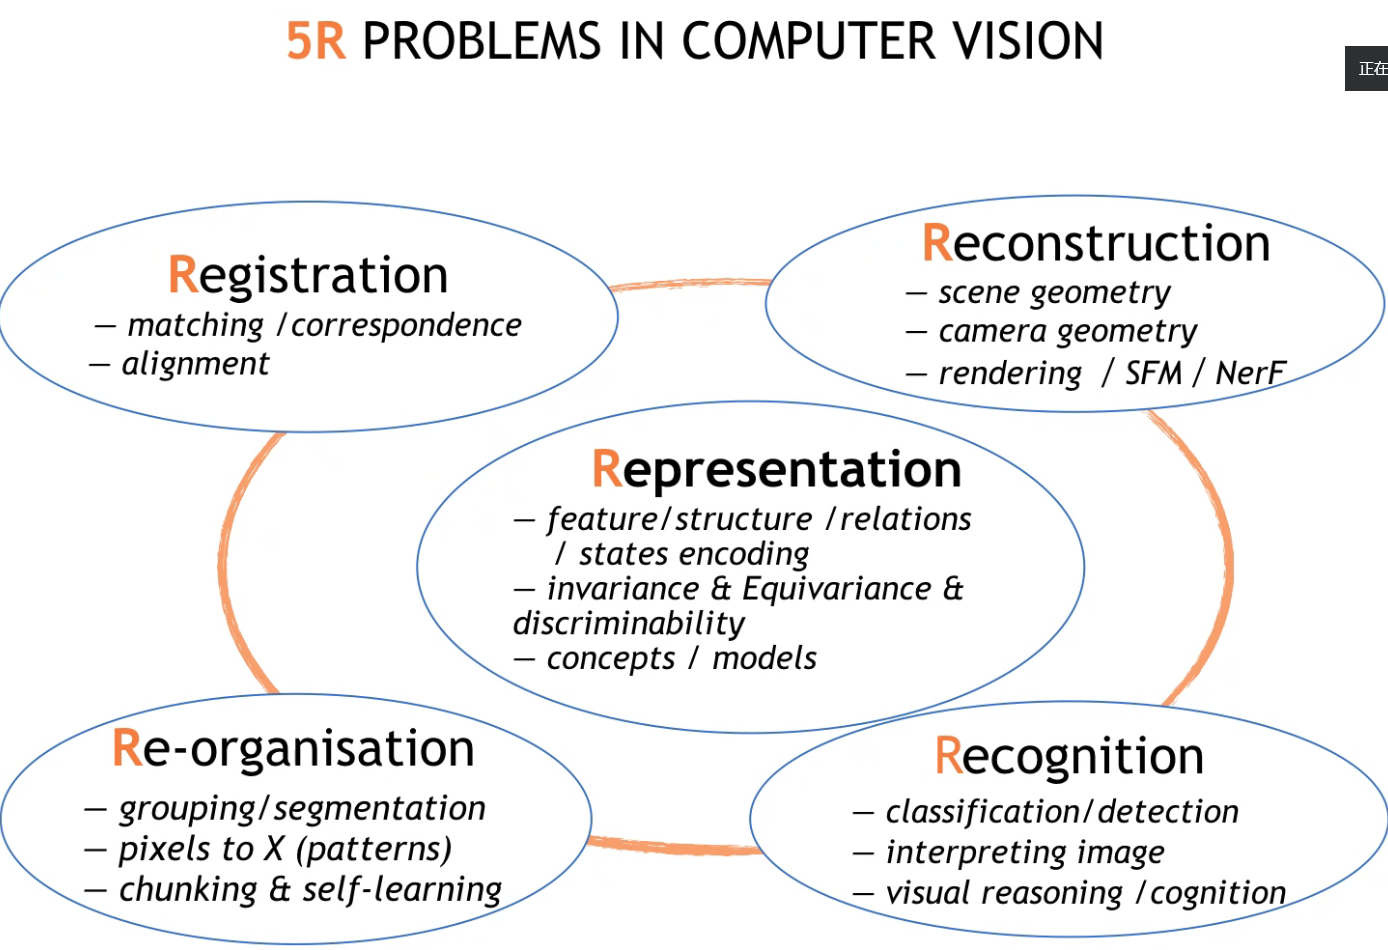 5R PROBLEMS IN COMPUTER VISION
正在
Registration
— matching /correspondence
— alignment
Reconstruction
— scene geometry
— camera geometry
— rendering / SFM / NerF
Representation
— feature/structure /relations
/ states encoding
— invariance & Equivariance &
discriminability
— concepts / models
Re-organisation
— grouping/segmentation
— pixels to X (patterns)
— chunking & self-learning
Recognition
— classification/detection
— interpreting image
— visual reasoning /cognition